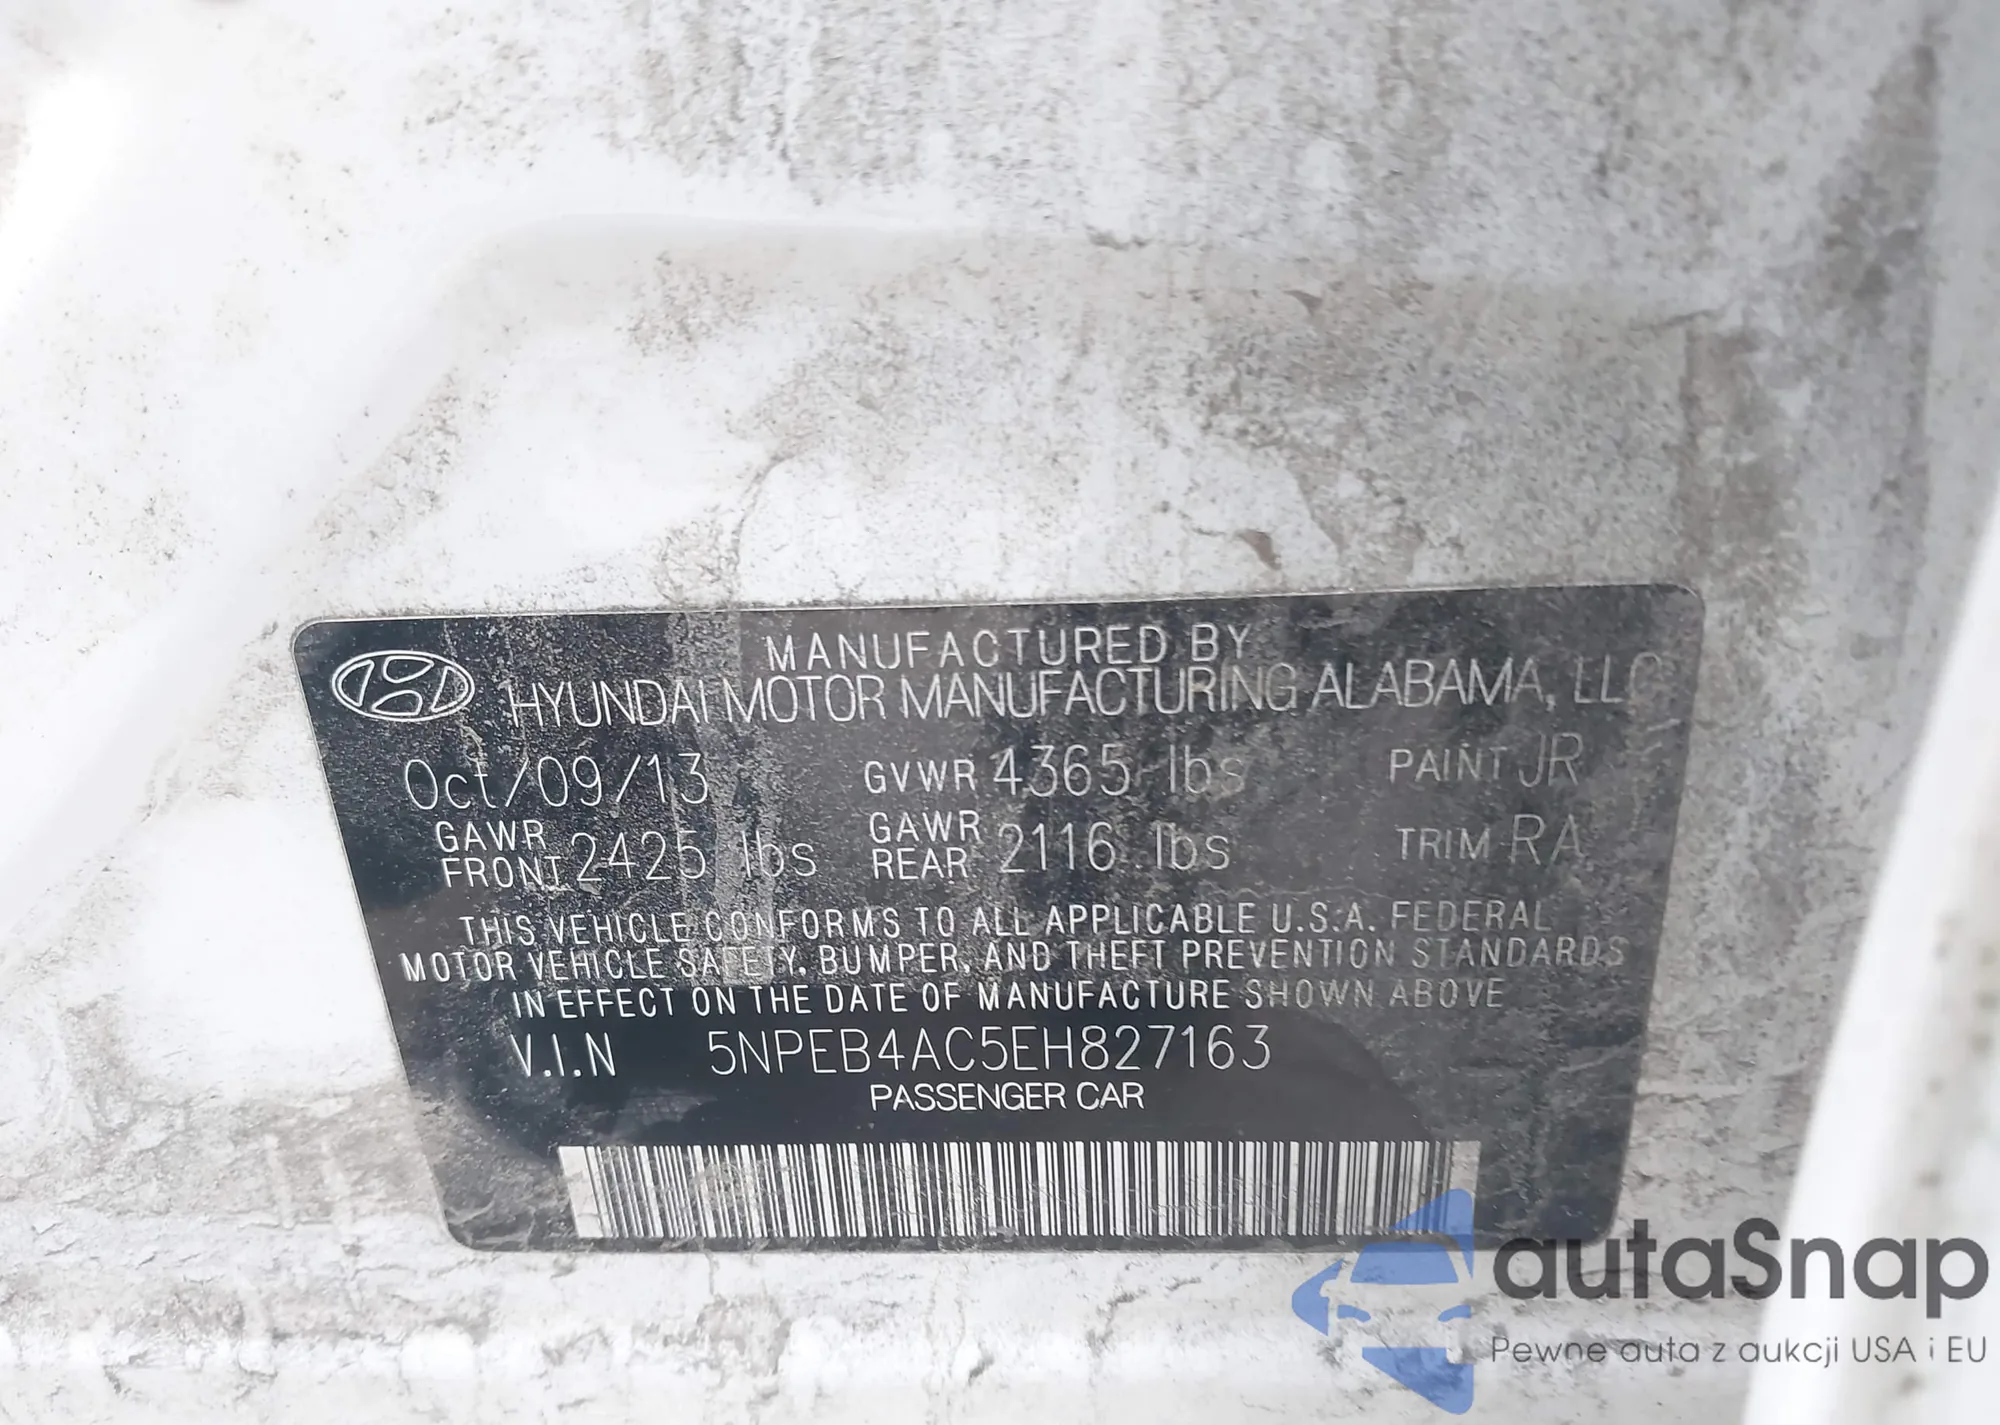 MANUFACTURED BY
HYUNDAI MOTOR MANUFACTURING ALABAMA, LLC
Oct/09/13 GVWR 4365 lbs PAINT JR
GAWR FRONT 2425 lbs GAWR REAR 2116 lbs TRIM RA
THIS VEHICLE CONFORMS TO ALL APPLICABLE U.S.A. FEDERAL
MOTOR VEHICLE SAFETY, BUMPER, AND THEFT PREVENTION STANDARDS
IN EFFECT ON THE DATE OF MANUFACTURE SHOWN ABOVE
V.I.N 5NPEB4AC5EH827163
PASSENGER CAR
autaSnap
Pewne auta z aukcji USA i EU